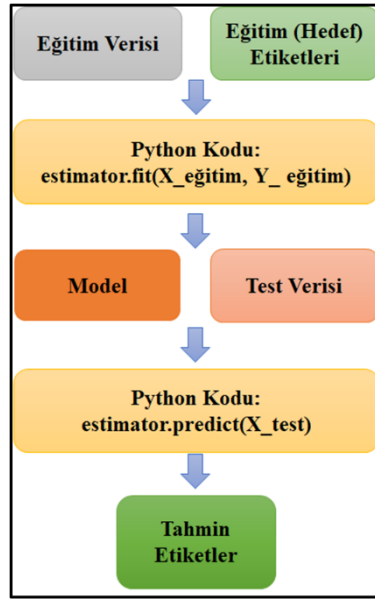 Eğitim Verisi
Eğitim (Hedef)
Etiketleri
Python Kodu:
estimator.fit(X_eğitim, Y_ eğitim)
Model
Test Verisi
Python Kodu:
estimator.predict(X_test)
Tahmin
Etiketler